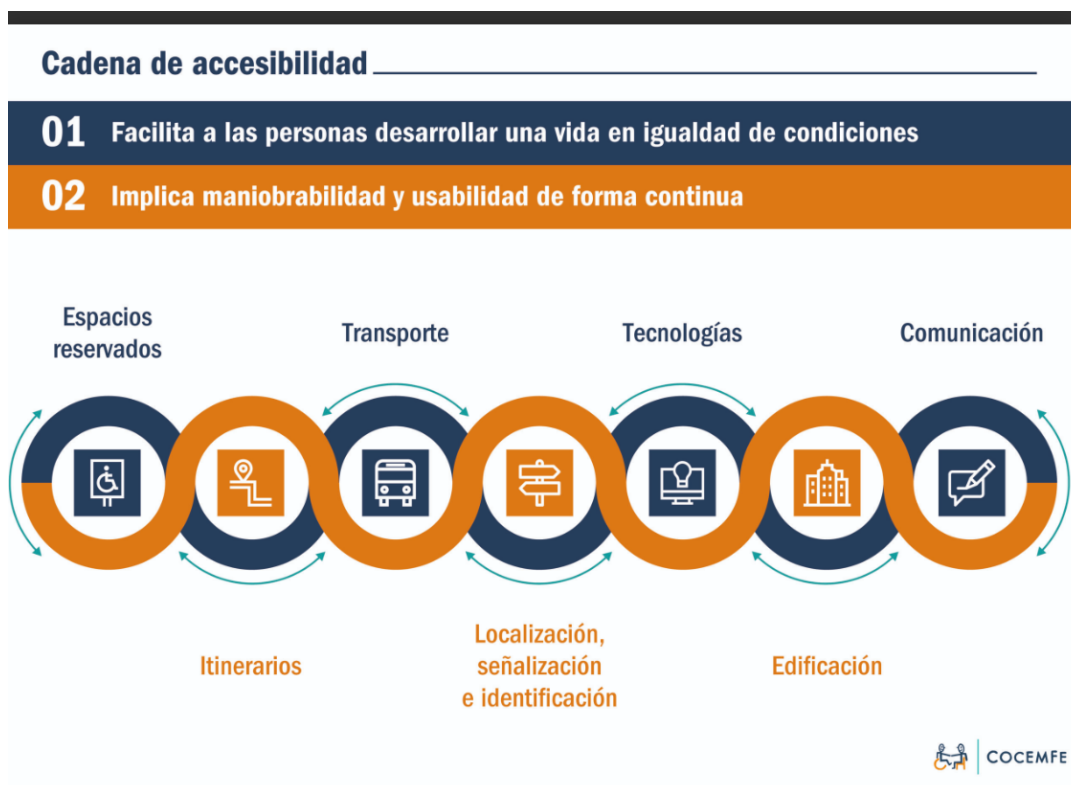 Cadena de accesibilidad
01 Facilita a las personas desarrollar una vida en igualdad de condiciones
02 Implica maniobrabilidad y usabilidad de forma continua
Espacios
reservados
Transporte
Tecnologías
Comunicación
Itinerarios
Localización,
señalización
e identificación
Edificación
COCEMFE